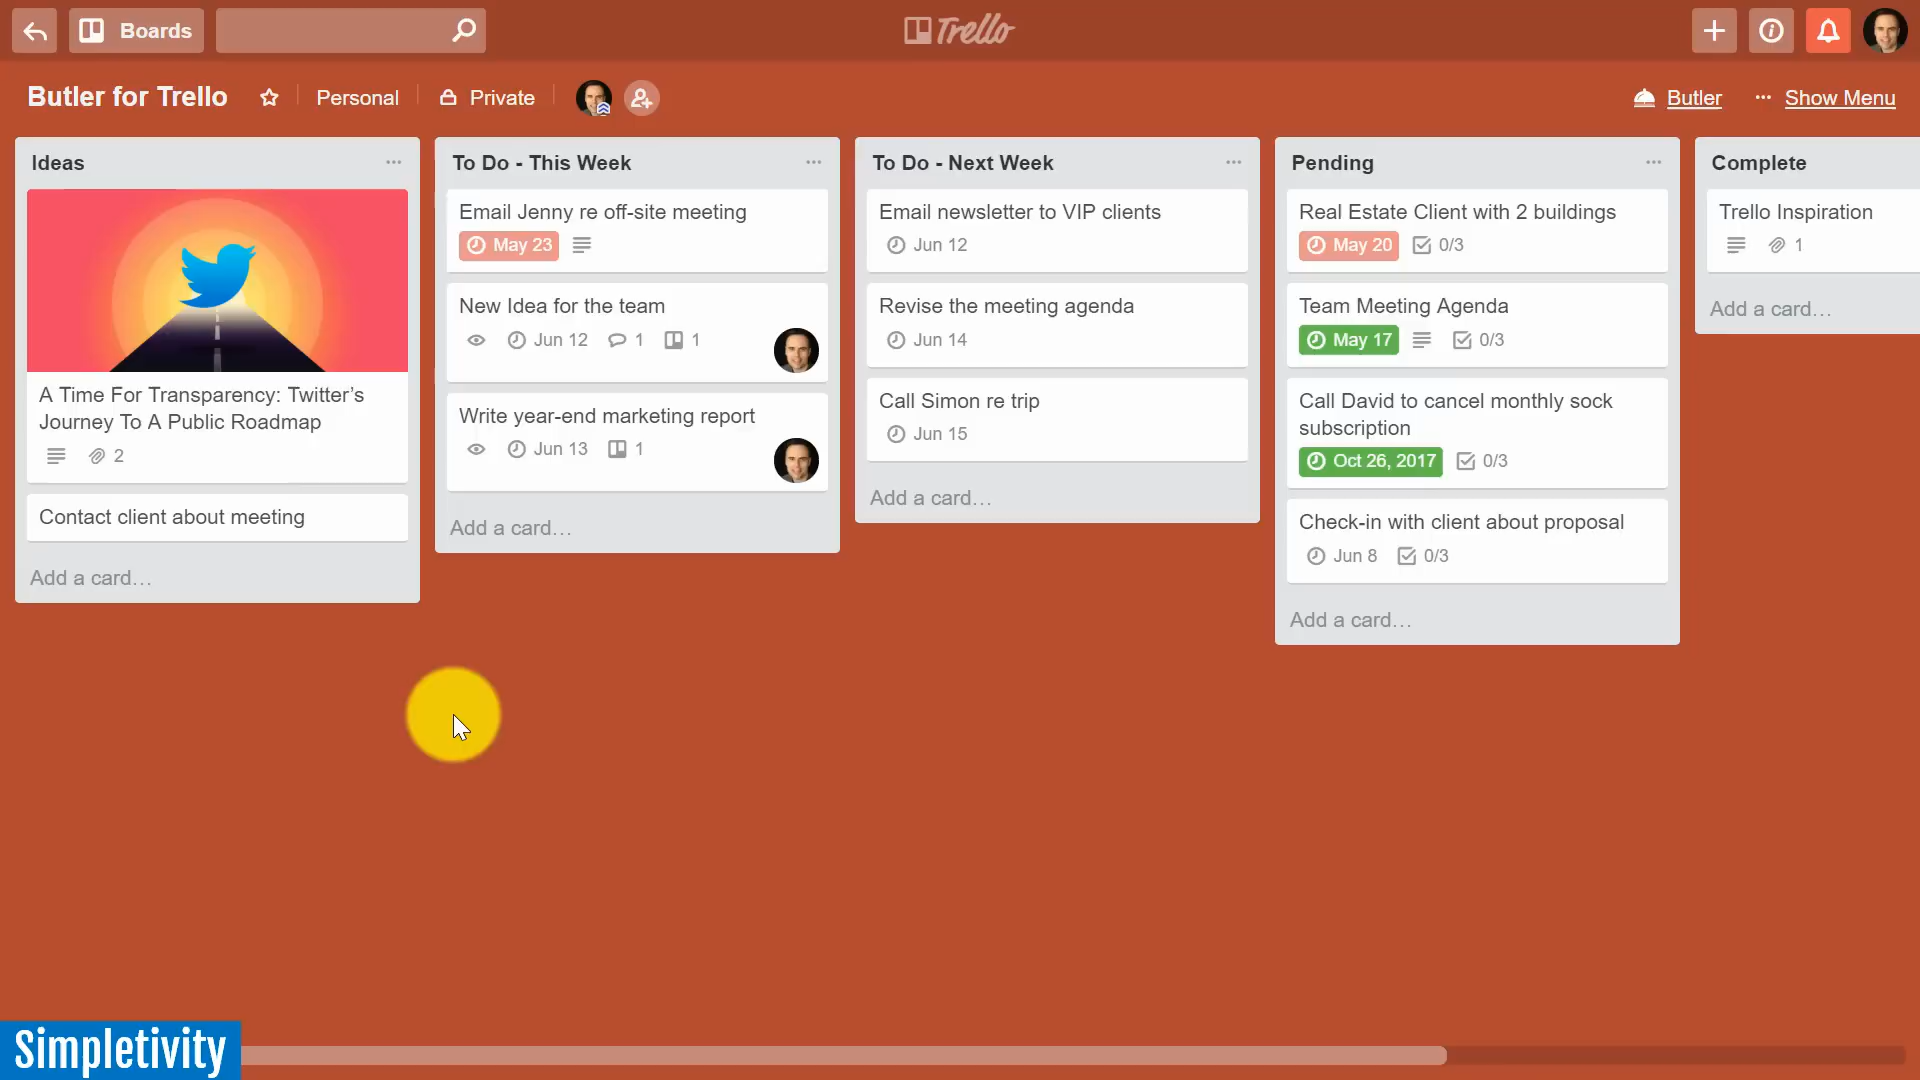 Boards
Trello
Butler for Trello
Personal
Private
Butler
Show Menu
Ideas
A Time For Transparency: Twitter’s
Journey To A Public Roadmap
2
Contact client about meeting
Add a card…
To Do - This Week
Email Jenny re off-site meeting
May 23
New Idea for the team
Jun 12 1 1
Write year-end marketing report
Jun 13 1
Add a card…
To Do - Next Week
Email newsletter to VIP clients
Jun 12
Revise the meeting agenda
Jun 14
Call Simon re trip
Jun 15
Add a card…
Pending
Real Estate Client with 2 buildings
May 20 0/3
Team Meeting Agenda
May 17 0/3
Call David to cancel monthly sock
subscription
Oct 26, 2017 0/3
Check-in with client about proposal
Jun 8 0/3
Add a card…
Complete
Trello Inspiration
1
Add a card…
Simpletivity